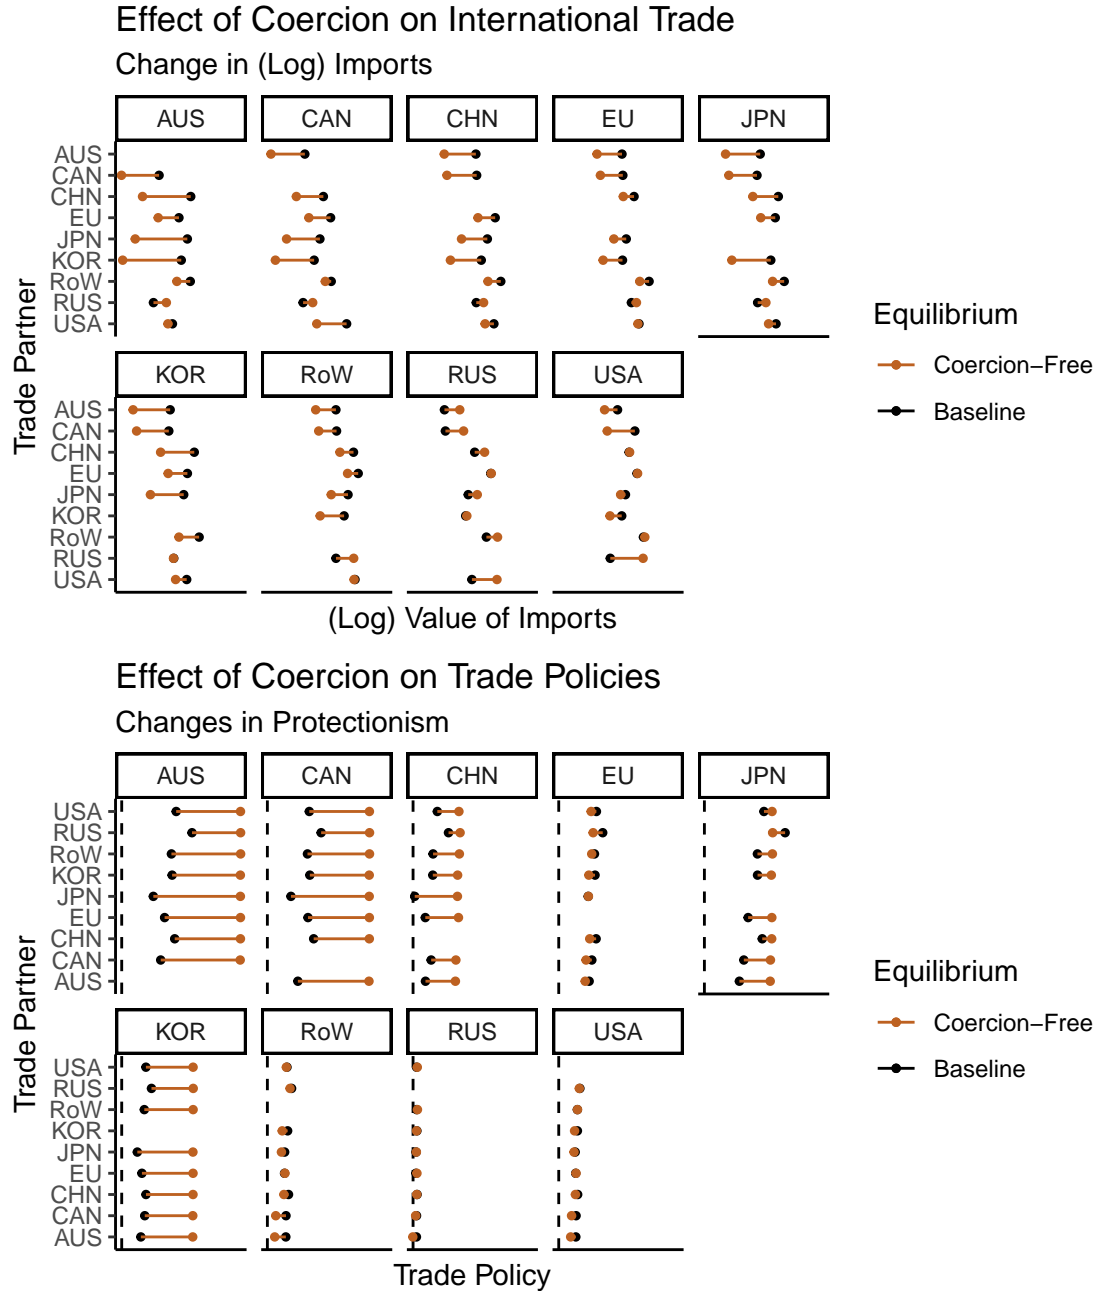 Effect of Coercion on International Trade
Change in (Log) Imports
AUS CAN CHN EU JPN
AUS
CAN
CHN
EU
JPN
KOR
RoW
RUS
USA
KOR RoW RUS USA
AUS
CAN
CHN
EU
JPN
KOR
RoW
RUS
USA
Trade Partner
(Log) Value of Imports
Equilibrium
Coercion−Free
Baseline
Effect of Coercion on Trade Policies
Changes in Protectionism
AUS CAN CHN EU JPN
USA
RUS
RoW
KOR
JPN
EU
CHN
CAN
AUS
KOR RoW RUS USA
USA
RUS
RoW
KOR
JPN
EU
CHN
CAN
AUS
Trade Partner
Trade Policy
Equilibrium
Coercion−Free
Baseline